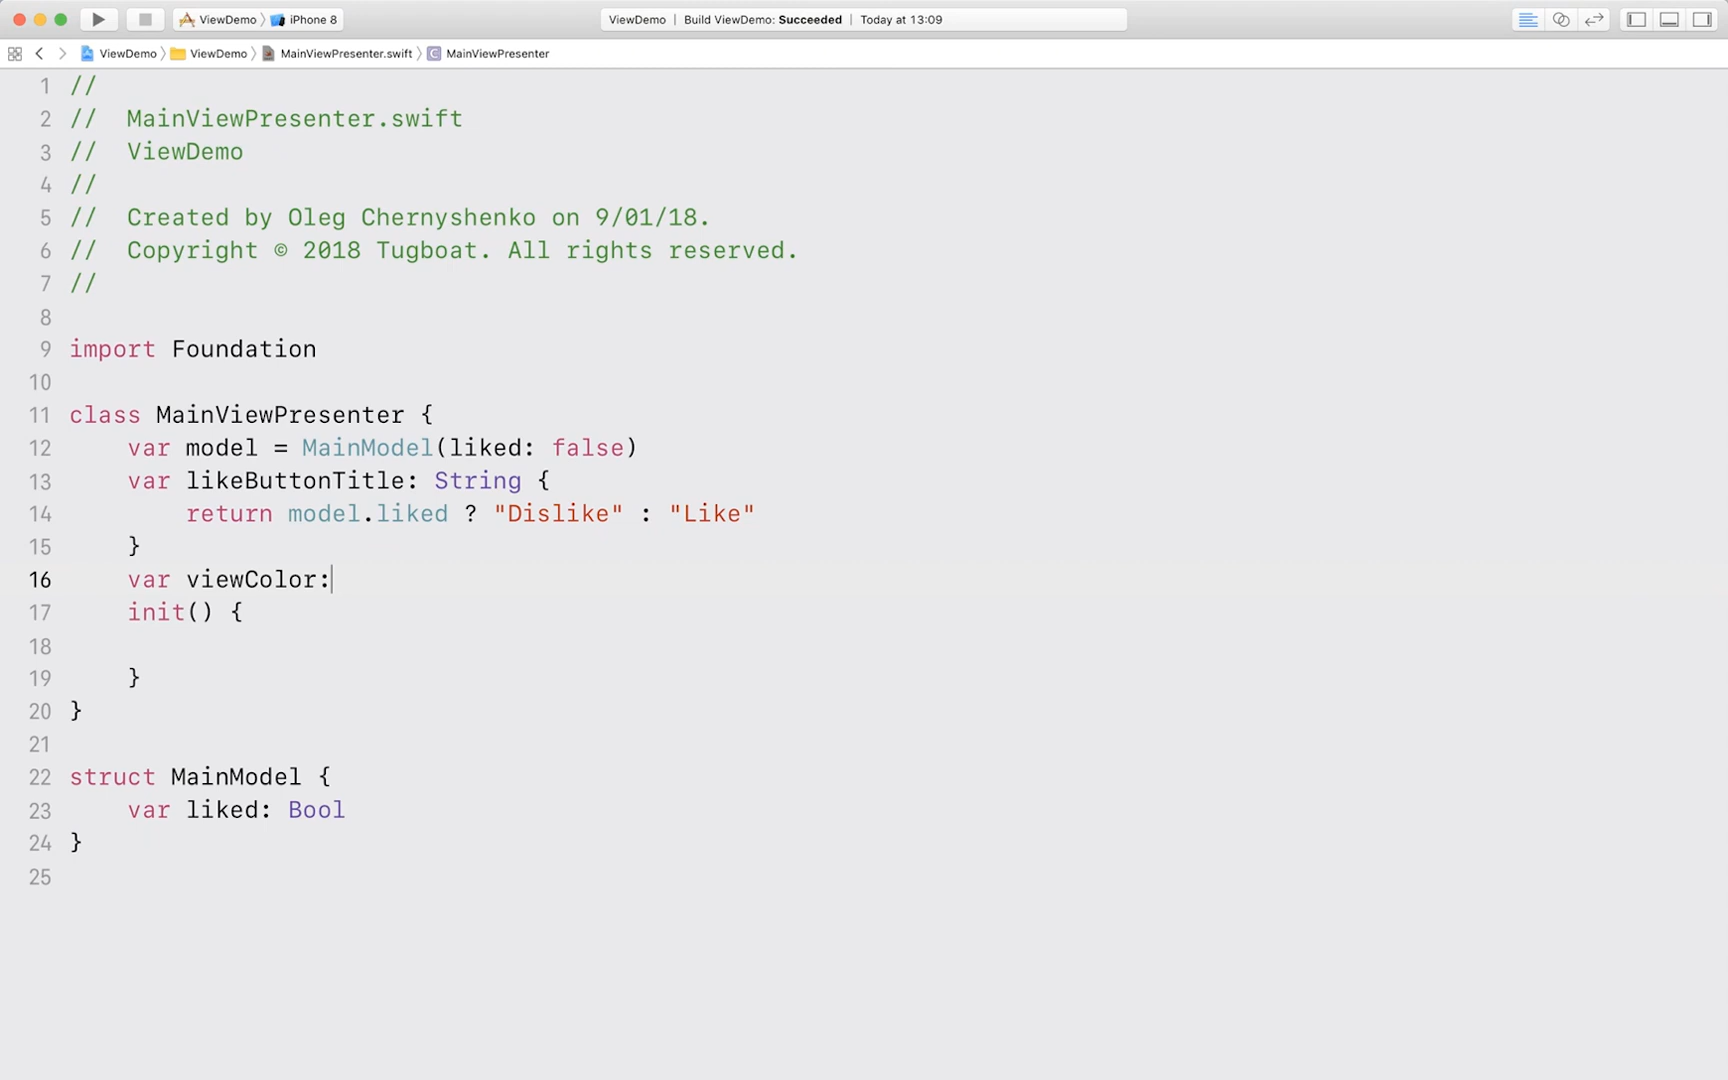 ViewDemo 〉 iPhone 8
ViewDemo | Build ViewDemo: Succeeded | Today at 13:09
ViewDemo 〉 ViewDemo 〉 MainViewPresenter.swift 〉 C MainViewPresenter
1 //
2 //  MainViewPresenter.swift
3 //  ViewDemo
4 //
5 //  Created by Oleg Chernyshenko on 9/01/18.
6 //  Copyright © 2018 Tugboat. All rights reserved.
7 //
8
9 import Foundation
10
11 class MainViewPresenter {
12     var model = MainModel(liked: false)
13     var likeButtonTitle: String {
14         return model.liked ? "Dislike" : "Like"
15     }
16     var viewColor:
17     init() {
18
19     }
20 }
21
22 struct MainModel {
23     var liked: Bool
24 }
25